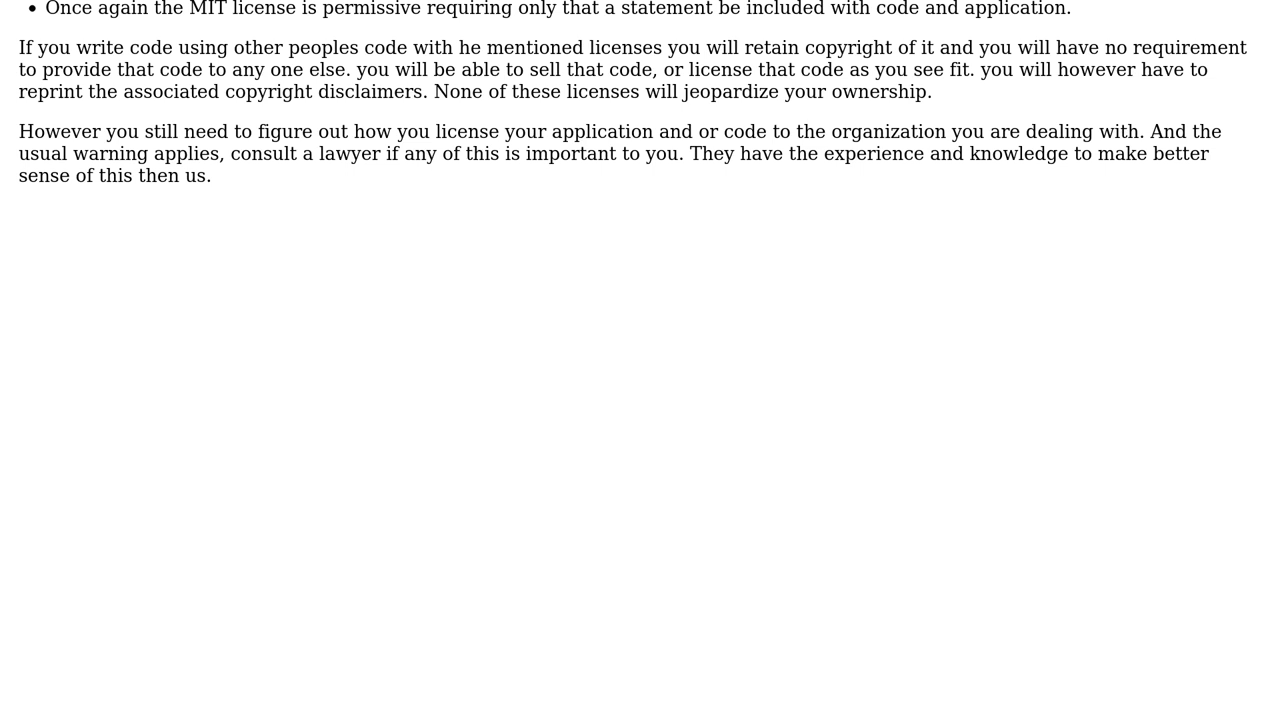 • Once again the MIT license is permissive requiring only that a statement be included with code and application.
If you write code using other peoples code with he mentioned licenses you will retain copyright of it and you will have no requirement
to provide that code to any one else. you will be able to sell that code, or license that code as you see fit. you will however have to
reprint the associated copyright disclaimers. None of these licenses will jeopardize your ownership.
However you still need to figure out how you license your application and or code to the organization you are dealing with. And the
usual warning applies, consult a lawyer if any of this is important to you. They have the experience and knowledge to make better
sense of this then us.